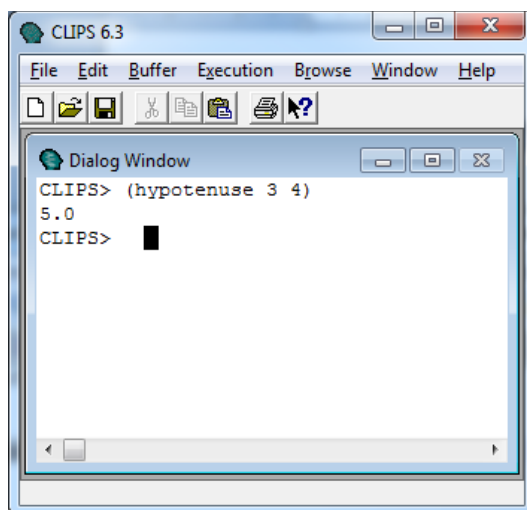 CLIPS 6.3
File Edit Buffer Execution Browse Window Help
Dialog Window
CLIPS> (hypotenuse 3 4)
5.0
CLIPS>